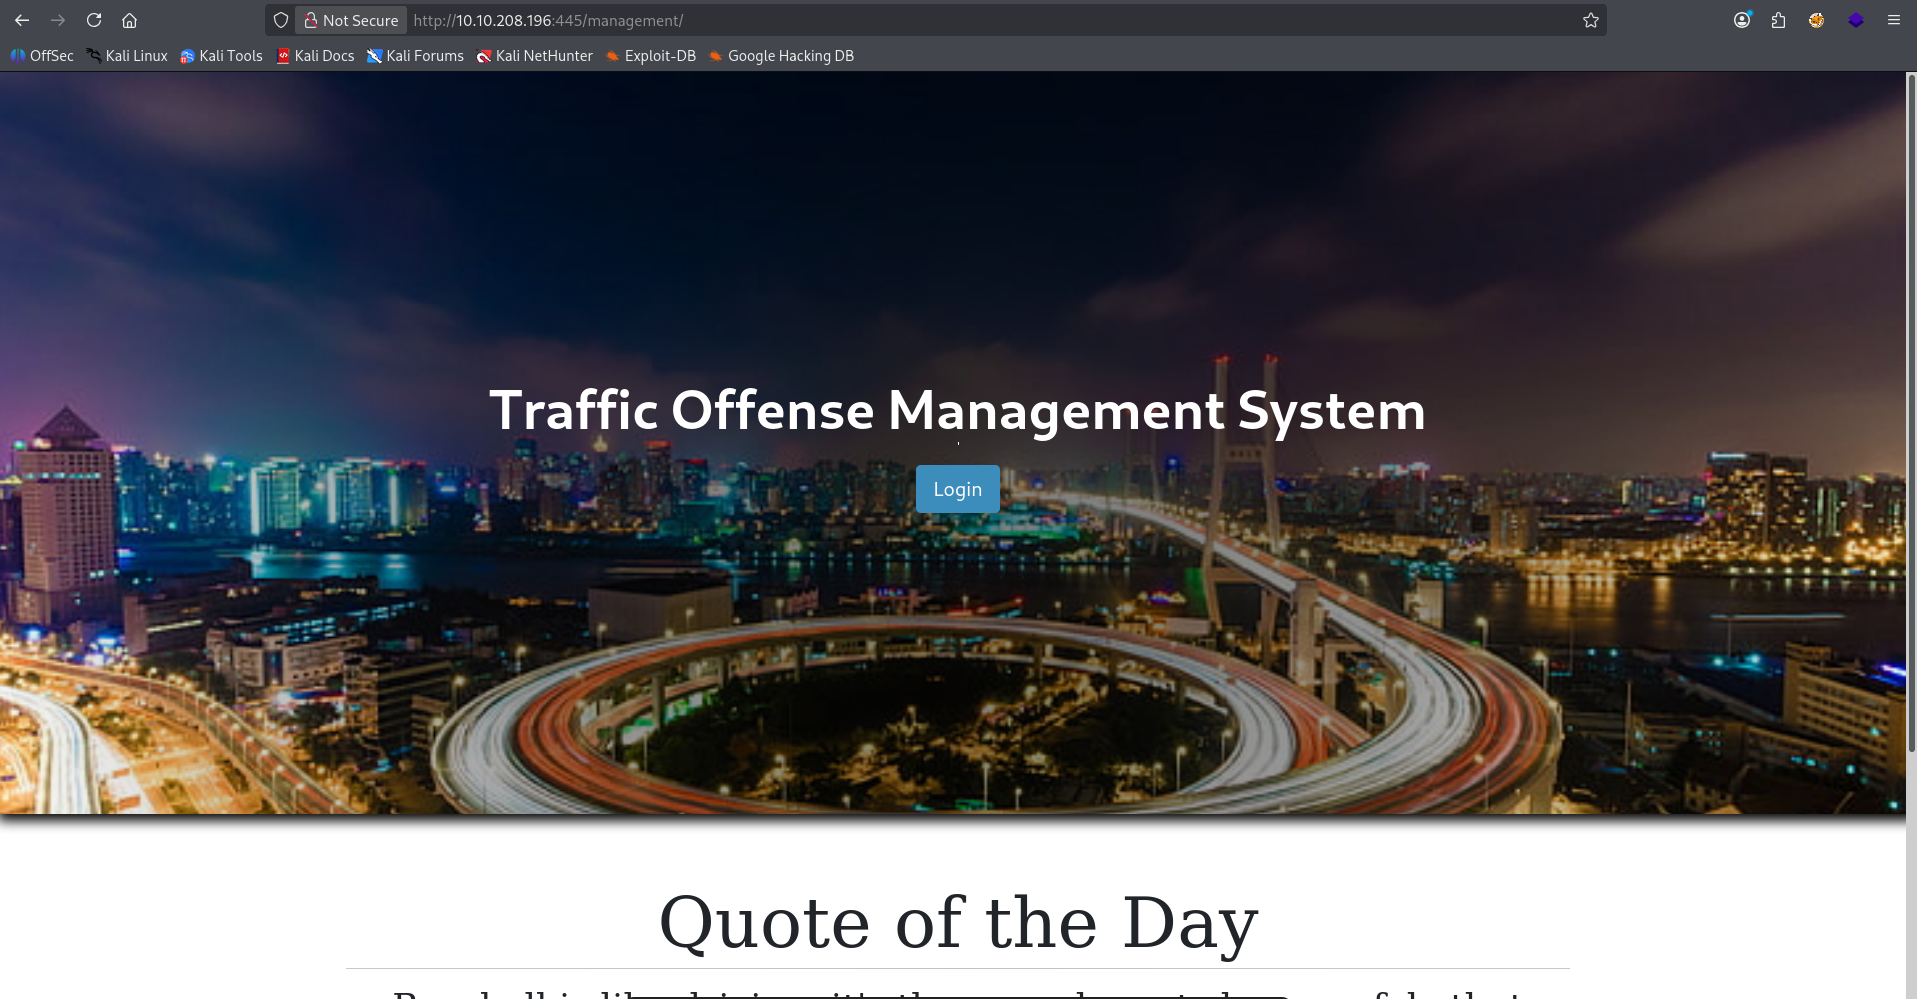 Not Secure http://10.10.208.196:445/management/
OffSec Kali Linux Kali Tools Kali Docs Kali Forums Kali NetHunter Exploit-DB Google Hacking DB
Traffic Offense Management System
Login
Quote of the Day